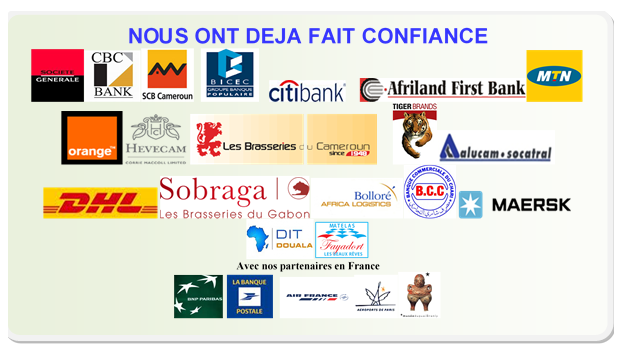 NOUS ONT DEJA FAIT CONFIANCE
SOCIETE
GENERALE
CBC
BANK
SCB Cameroun
BICEC
GROUPE BANQUE
POPULAIRE
citibank
Afriland First Bank
MTN
orange™
HEVECAM
Les Brasseries du Cameroun
since 1948
TIGER BRANDS
alucam • socatral
DHL
Sobraga
Les Brasseries du Gabon
Bolloré
AFRICA LOGISTICS
BANQUE COMMERCIALE DU CHARI
B.C.C
MAERSK
DIT
DOUALA
MATELAS
Fayadort
LES BEAUX RÊVES
Avec nos partenaires en France
BNP PARIBAS
LA BANQUE
POSTALE
AIR FRANCE
AÉROPORTS DE PARIS